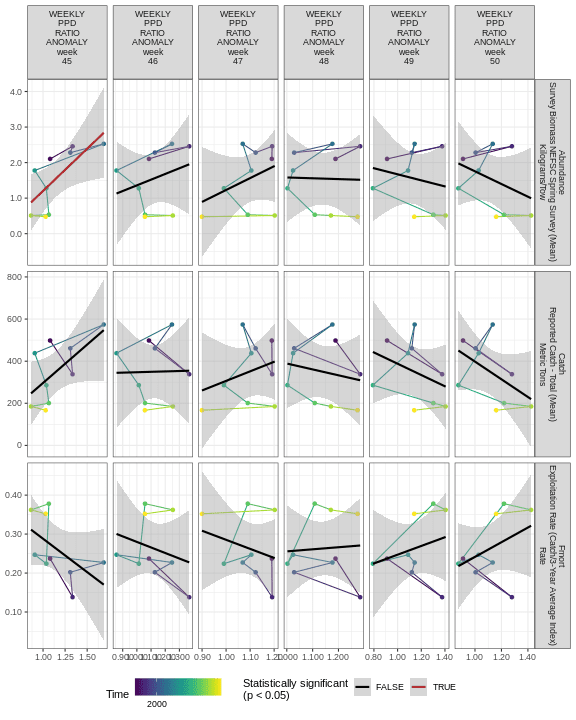 WEEKLY
PPD
RATIO
ANOMALY
week
45
WEEKLY
PPD
RATIO
ANOMALY
week
46
WEEKLY
PPD
RATIO
ANOMALY
week
47
WEEKLY
PPD
RATIO
ANOMALY
week
48
WEEKLY
PPD
RATIO
ANOMALY
week
49
WEEKLY
PPD
RATIO
ANOMALY
week
50
4.0
3.0
2.0
1.0
0.0
Abundance
Survey Biomass NEFSC Spring Survey (Mean)
Kilograms/Tow
800
600
400
200
0
Catch
Reported Catch - Total (Mean)
Metric Tons
0.40
0.30
0.20
0.10
Fmort
Exploitation Rate (Catch/3-Year Average Index)
Rate
1.00 1.25 1.50
0.90 1.00 1.10 1.20 1.30
0.90 1.00 1.10 1.20
1.000 1.100 1.200
0.80 1.00 1.20 1.40
0.80 1.00 1.20 1.40
Time
2000
Statistically significant
(p < 0.05)
FALSE
TRUE